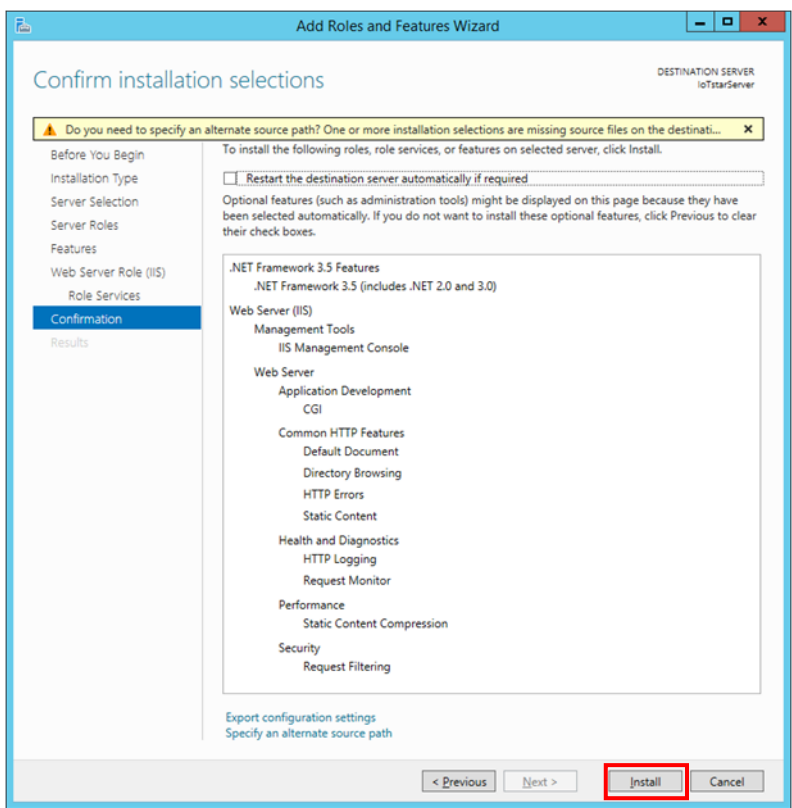 Add Roles and Features Wizard
Confirm installation selections
DESTINATION SERVER
IoTstarServer
Do you need to specify an alternate source path? One or more installation selections are missing source files on the destinati...
Before You Begin
Installation Type
Server Selection
Server Roles
Features
Web Server Role (IIS)
Role Services
Confirmation
Results
To install the following roles, role services, or features on selected server, click Install.
Restart the destination server automatically if required
Optional features (such as administration tools) might be displayed on this page because they have
been selected automatically. If you do not want to install these optional features, click Previous to clear
their check boxes.
.NET Framework 3.5 Features
.NET Framework 3.5 (includes .NET 2.0 and 3.0)
Web Server (IIS)
Management Tools
IIS Management Console
Web Server
Application Development
CGI
Common HTTP Features
Default Document
Directory Browsing
HTTP Errors
Static Content
Health and Diagnostics
HTTP Logging
Request Monitor
Performance
Static Content Compression
Security
Request Filtering
Export configuration settings
Specify an alternate source path
< Previous
Next >
Install
Cancel